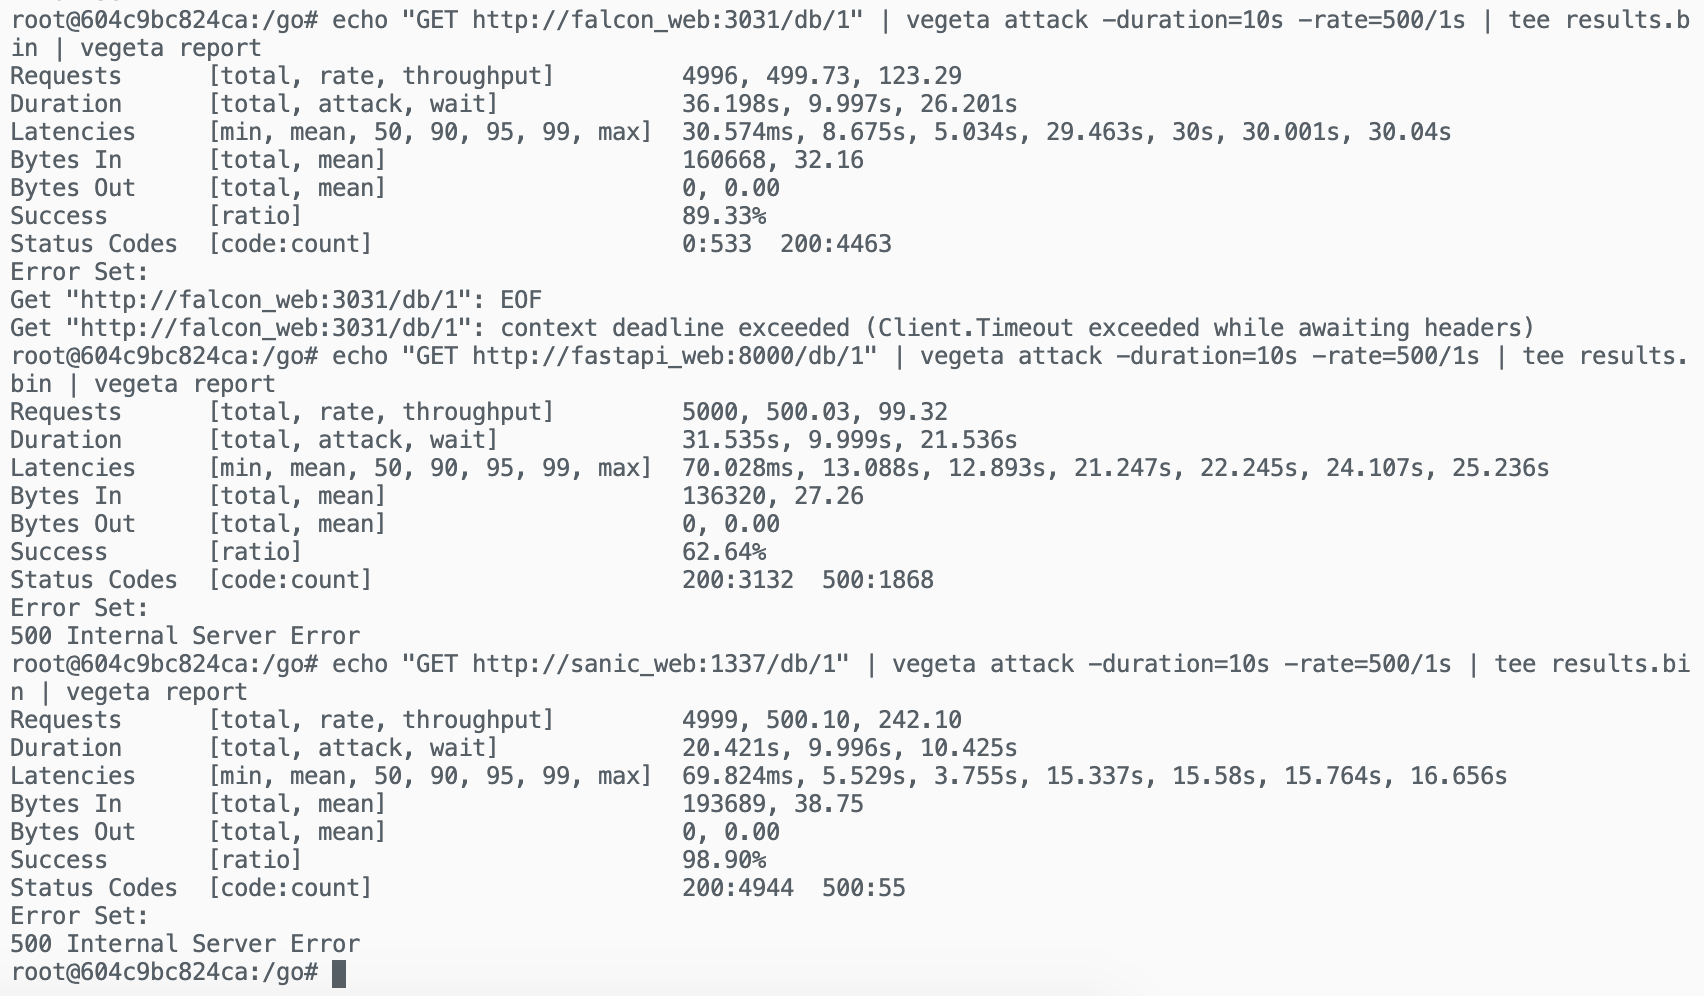 root@604c9bc824ca:/go# echo "GET http://falcon_web:3031/db/1" | vegeta attack -duration=10s -rate=500/1s | tee results.b
in | vegeta report
Requests      [total, rate, throughput]         4996, 499.73, 123.29
Duration      [total, attack, wait]             36.198s, 9.997s, 26.201s
Latencies     [min, mean, 50, 90, 95, 99, max]  30.574ms, 8.675s, 5.034s, 29.463s, 30s, 30.001s, 30.04s
Bytes In      [total, mean]                     160668, 32.16
Bytes Out     [total, mean]                     0, 0.00
Success       [ratio]                           89.33%
Status Codes  [code:count]                      0:533  200:4463
Error Set:
Get "http://falcon_web:3031/db/1": EOF
Get "http://falcon_web:3031/db/1": context deadline exceeded (Client.Timeout exceeded while awaiting headers)
root@604c9bc824ca:/go# echo "GET http://fastapi_web:8000/db/1" | vegeta attack -duration=10s -rate=500/1s | tee results.
bin | vegeta report
Requests      [total, rate, throughput]         5000, 500.03, 99.32
Duration      [total, attack, wait]             31.535s, 9.999s, 21.536s
Latencies     [min, mean, 50, 90, 95, 99, max]  70.028ms, 13.088s, 12.893s, 21.247s, 22.245s, 24.107s, 25.236s
Bytes In      [total, mean]                     136320, 27.26
Bytes Out     [total, mean]                     0, 0.00
Success       [ratio]                           62.64%
Status Codes  [code:count]                      200:3132  500:1868
Error Set:
500 Internal Server Error
root@604c9bc824ca:/go# echo "GET http://sanic_web:1337/db/1" | vegeta attack -duration=10s -rate=500/1s | tee results.bi
n | vegeta report
Requests      [total, rate, throughput]         4999, 500.10, 242.10
Duration      [total, attack, wait]             20.421s, 9.996s, 10.425s
Latencies     [min, mean, 50, 90, 95, 99, max]  69.824ms, 5.529s, 3.755s, 15.337s, 15.58s, 15.764s, 16.656s
Bytes In      [total, mean]                     193689, 38.75
Bytes Out     [total, mean]                     0, 0.00
Success       [ratio]                           98.90%
Status Codes  [code:count]                      200:4944  500:55
Error Set:
500 Internal Server Error
root@604c9bc824ca:/go#